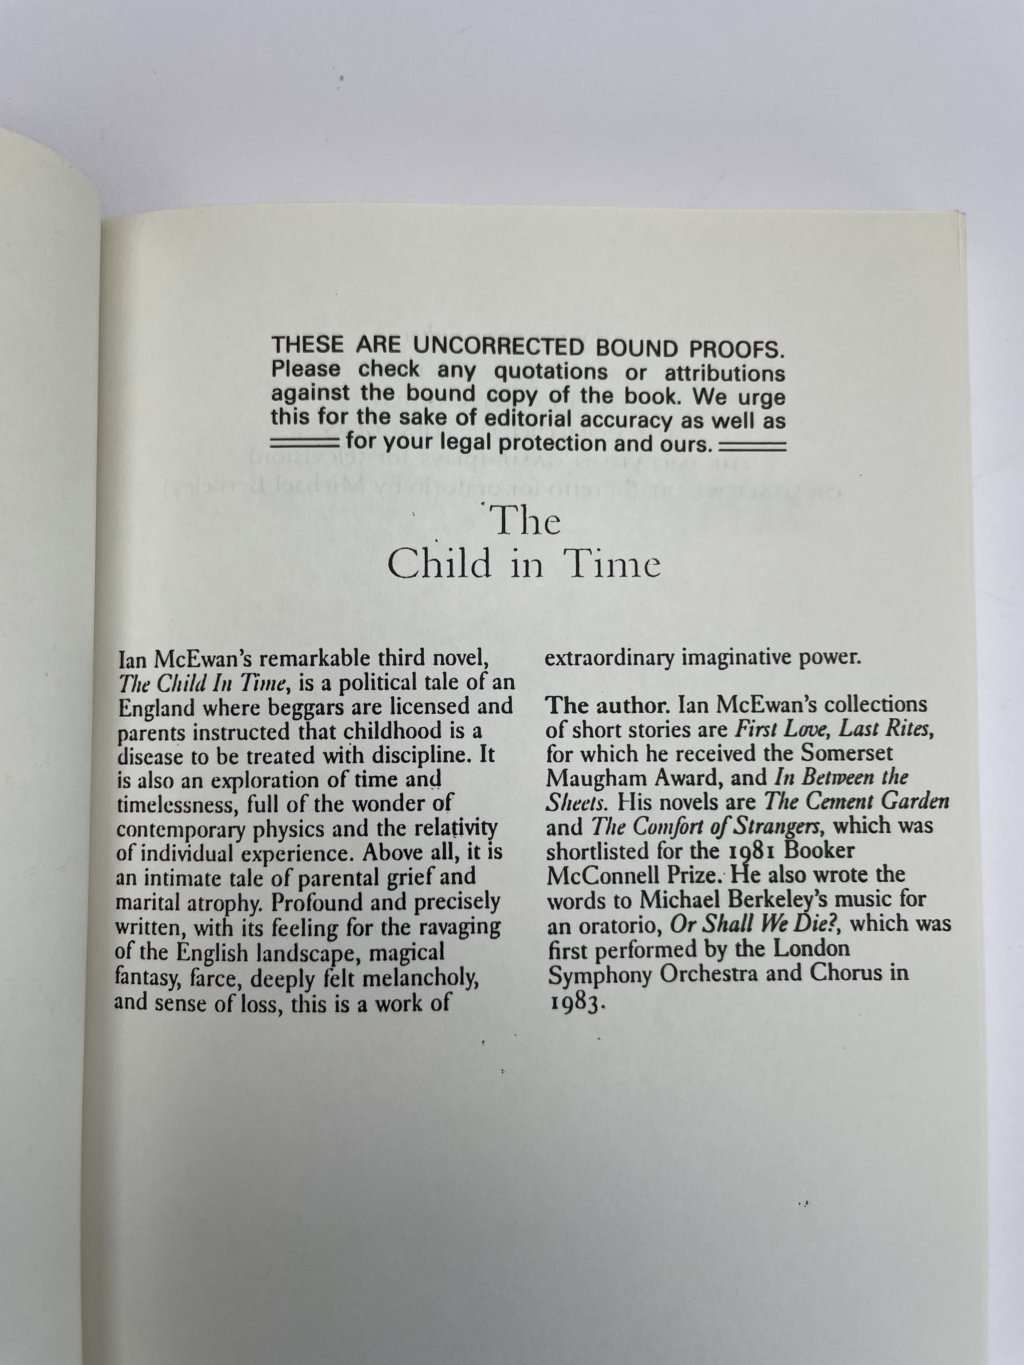 THESE ARE UNCORRECTED BOUND PROOFS.
Please check any quotations or attributions
against the bound copy of the book. We urge
this for the sake of editorial accuracy as well as
for your legal protection and ours.
The
Child in Time
Ian McEwan's remarkable third novel,
The Child In Time, is a political tale of an
England where beggars are licensed and
parents instructed that childhood is a
disease to be treated with discipline. It
is also an exploration of time and
timelessness, full of the wonder of
contemporary physics and the relativity
of individual experience. Above all, it is
an intimate tale of parental grief and
marital atrophy. Profound and precisely
written, with its feeling for the ravaging
of the English landscape, magical
fantasy, farce, deeply felt melancholy,
and sense of loss, this is a work of
extraordinary imaginative power.
The author. Ian McEwan's collections
of short stories are First Love, Last Rites,
for which he received the Somerset
Maugham Award, and In Between the
Sheets. His novels are The Cement Garden
and The Comfort of Strangers, which was
shortlisted for the 1981 Booker
McConnell Prize. He also wrote the
words to Michael Berkeley's music for
an oratorio, Or Shall We Die?, which was
first performed by the London
Symphony Orchestra and Chorus in
1983.